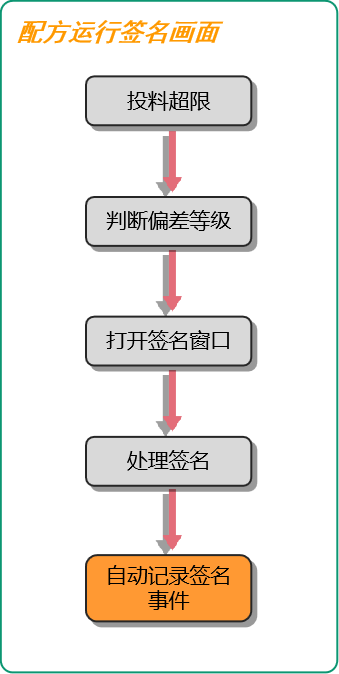 配方运行签名画面
投料超限
判断偏差等级
打开签名窗口
处理签名
自动记录签名
事件